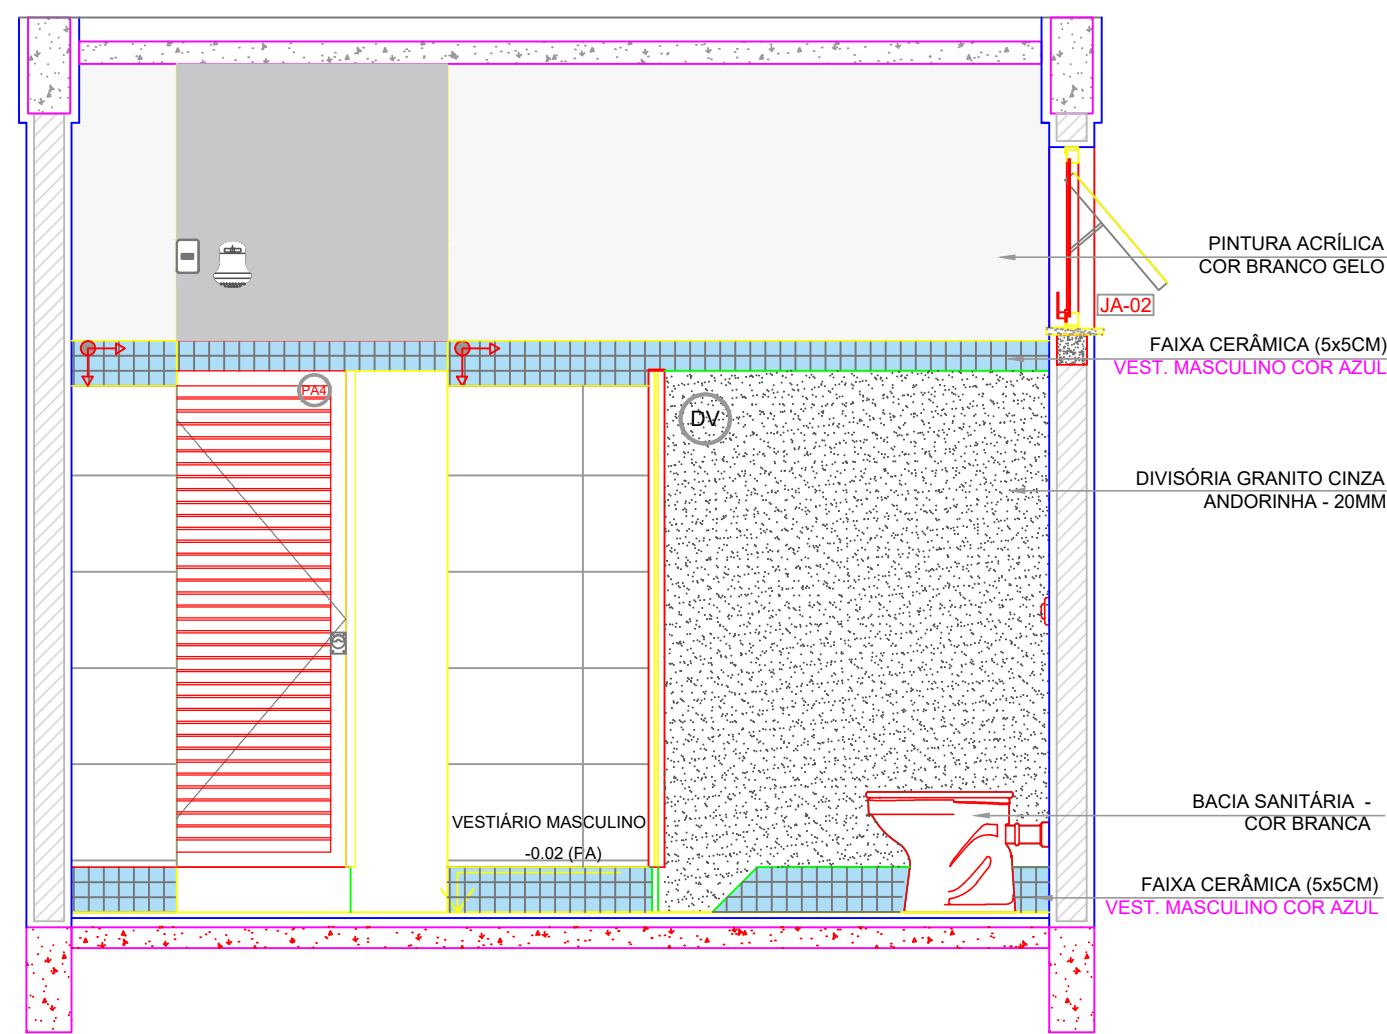 PINTURA ACRÍLICA
COR BRANCO GELO
JA-02
FAIXA CERÂMICA (5x5CM)
VEST. MASCULINO COR AZUL
PA4
DV
DIVISÓRIA GRANITO CINZA
ANDORINHA - 20MM
BACIA SANITÁRIA -
COR BRANCA
VESTIÁRIO MASCULINO
-0.02 (PA)
FAIXA CERÂMICA (5x5CM)
VEST. MASCULINO COR AZUL